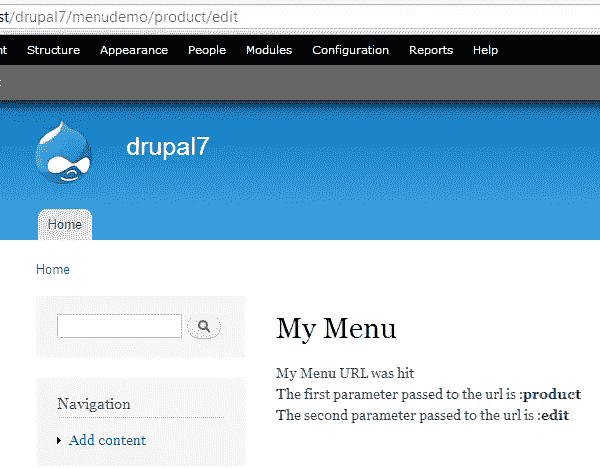 st/drupal7/menudemo/product/edit
nt Structure Appearance People Modules Configuration Reports Help
t
drupal7
Home
Home
My Menu
My Menu URL was hit
The first parameter passed to the url is :product
The second parameter passed to the url is :edit
Navigation
Add content